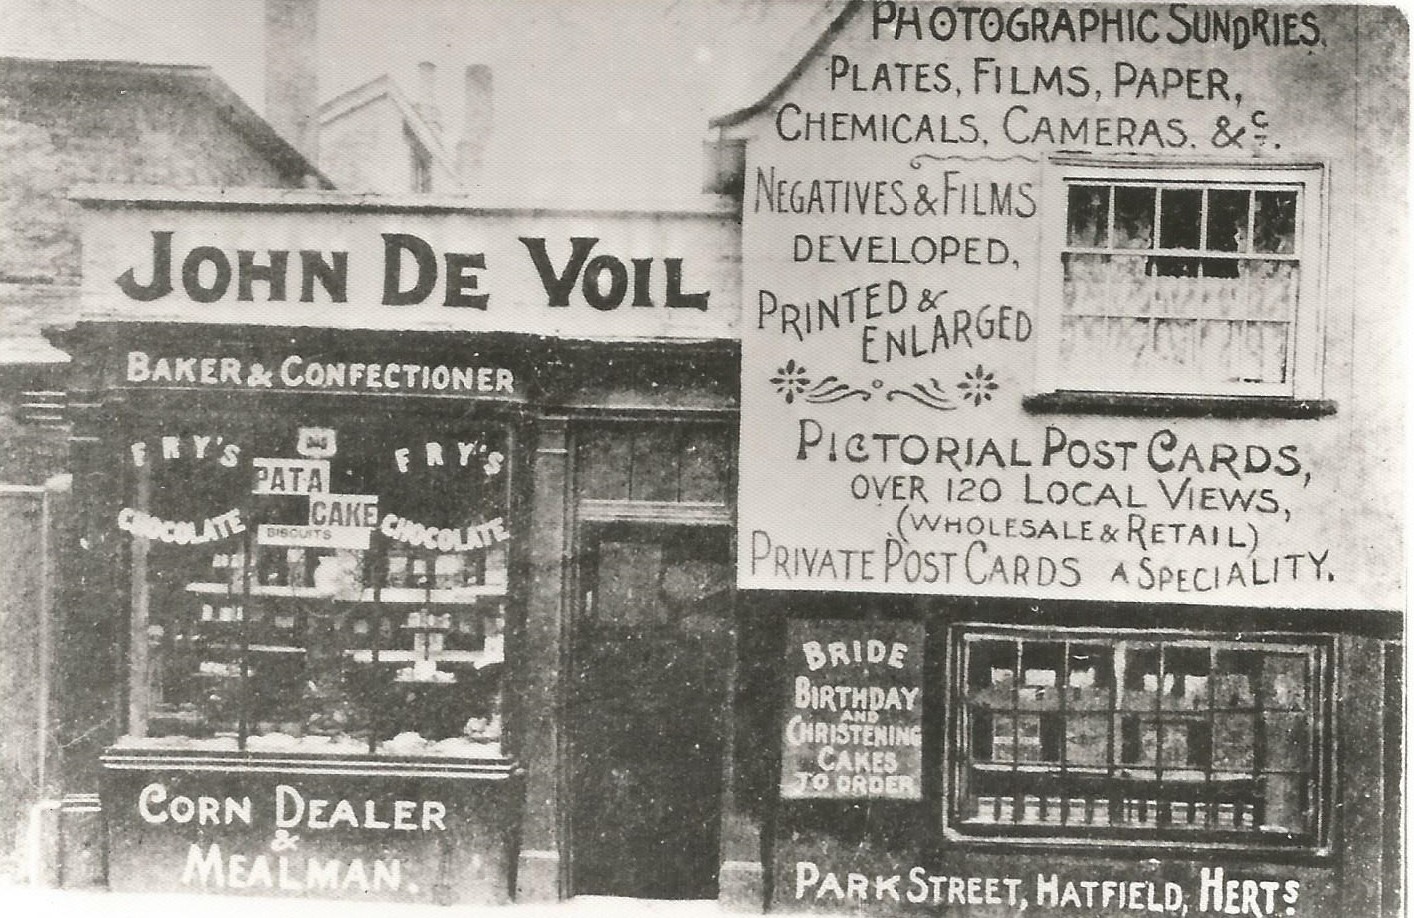 PHOTOGRAPHIC SUNDRIES,
PLATES, FILMS, PAPER,
CHEMICALS, CAMERAS. &C.
NEGATIVES & FILMS
DEVELOPED,
PRINTED &
ENLARGED
PICTORIAL POST CARDS,
OVER 120 LOCAL VIEWS,
(WHOLESALE & RETAIL)
PRIVATE POST CARDS A SPECIALITY.
JOHN DE VOIL
BAKER & CONFECTIONER
FRY'S
CHOCOLATE
PAT A
CAKE
BISCUITS
FRY'S
CHOCOLATE
CORN DEALER
&
MEALMAN.
BRIDE
BIRTHDAY
AND
CHRISTENING
CAKES
TO ORDER
PARK STREET, HATFIELD, HERTS